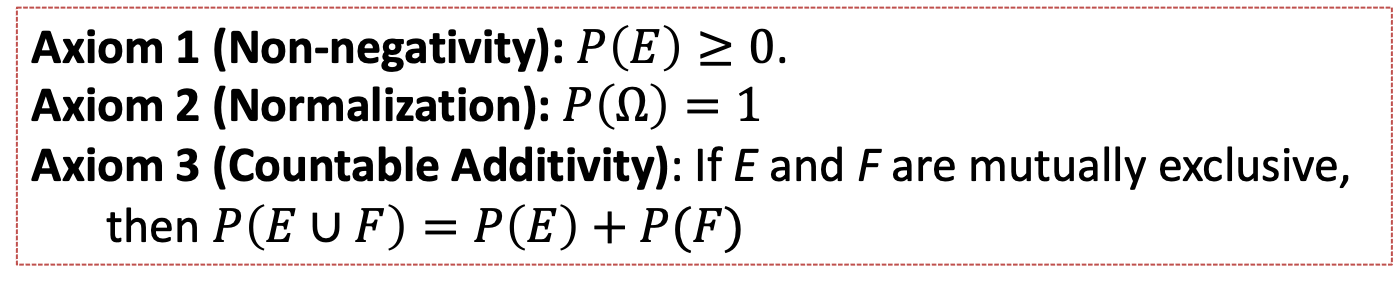 Axiom 1 (Non-negativity): P(E) ≥ 0.
Axiom 2 (Normalization): P(Ω) = 1
Axiom 3 (Countable Additivity): If E and F are mutually exclusive,
then P(E ∪ F) = P(E) + P(F)